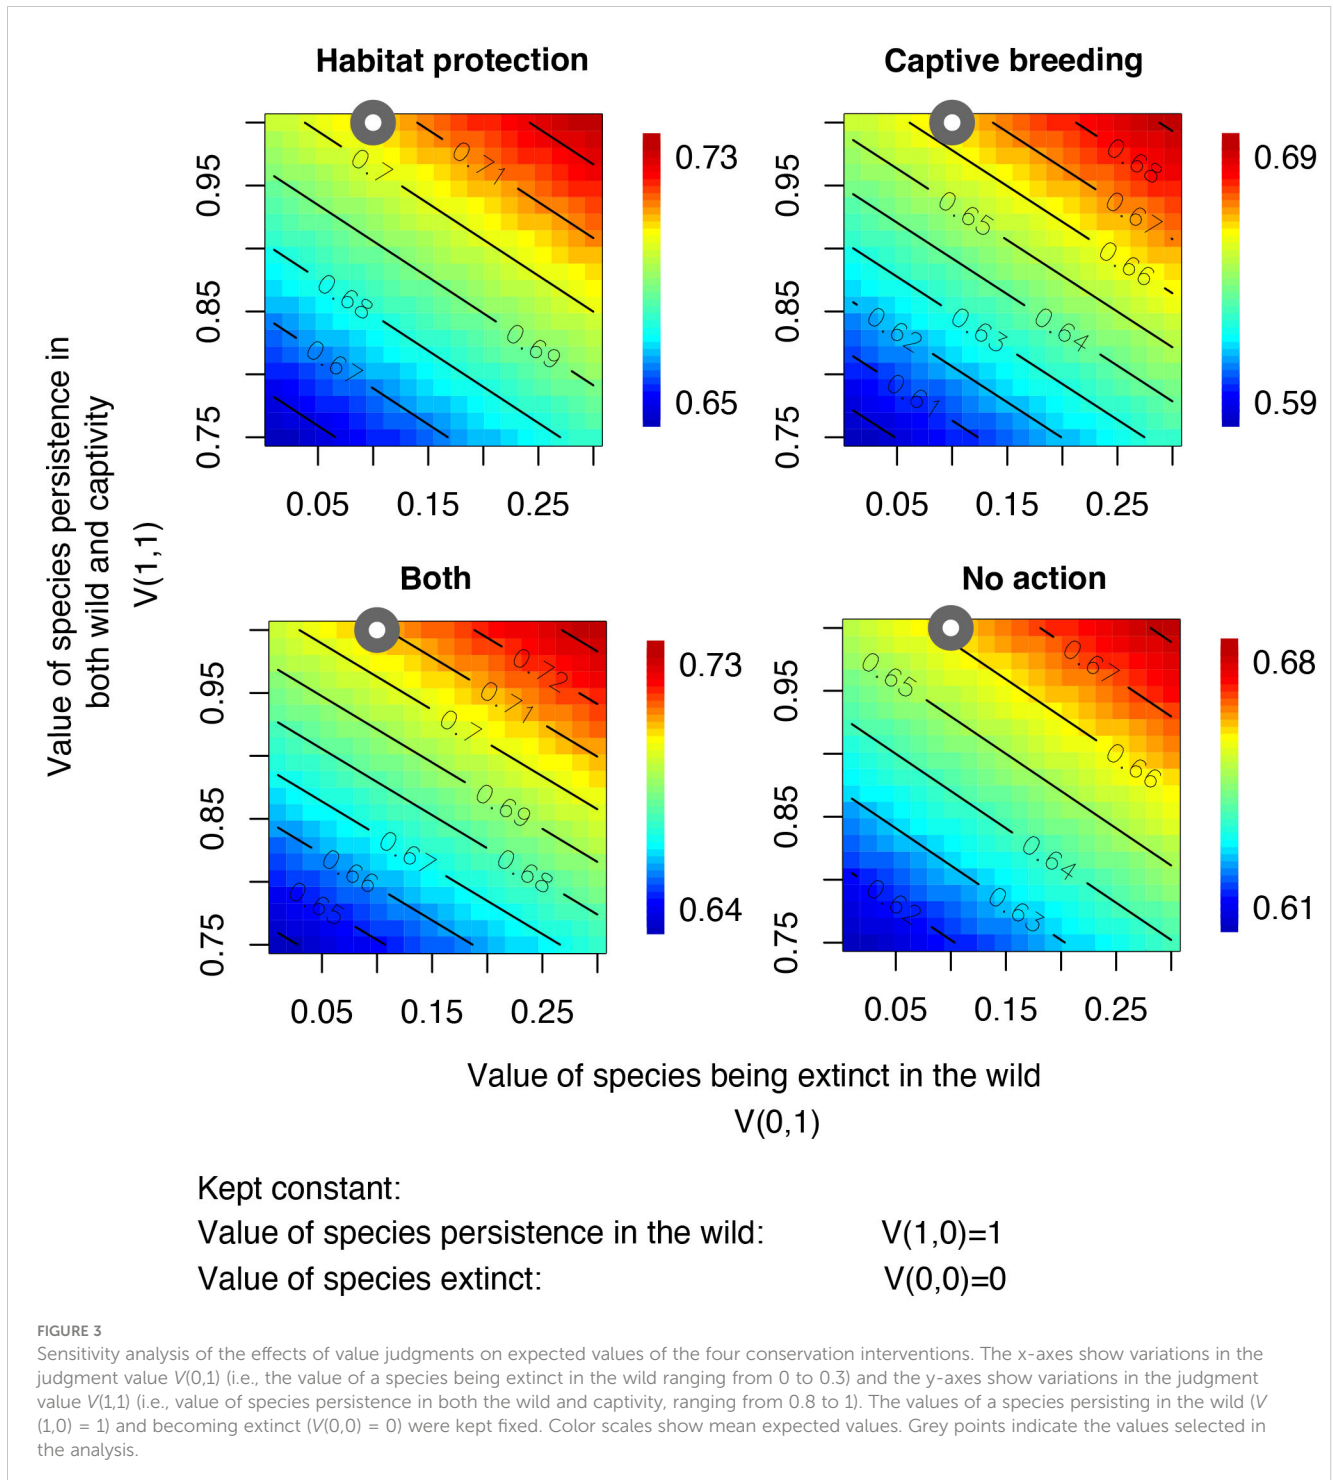 Habitat protection
Captive breeding
0.95
0.85
0.75
0.7
0.71
0.68
0.69
0.67
0.73
0.65
0.05 0.15 0.25
0.95
0.85
0.75
0.68
0.67
0.65
0.66
0.62
0.63
0.64
0.61
0.69
0.59
0.05 0.15 0.25
Value of species persistence in
both wild and captivity
V(1,1)
Both
No action
0.95
0.85
0.75
0.72
0.71
0.7
0.69
0.67
0.68
0.66
0.65
0.73
0.64
0.05 0.15 0.25
0.95
0.85
0.75
0.67
0.65
0.66
0.64
0.62
0.63
0.68
0.61
0.05 0.15 0.25
Value of species being extinct in the wild
V(0,1)
Kept constant:
Value of species persistence in the wild: V(1,0)=1
Value of species extinct: V(0,0)=0
FIGURE 3
Sensitivity analysis of the effects of value judgments on expected values of the four conservation interventions. The x-axes show variations in the
judgment value V(0,1) (i.e., the value of a species being extinct in the wild ranging from 0 to 0.3) and the y-axes show variations in the judgment
value V(1,1) (i.e., value of species persistence in both the wild and captivity, ranging from 0.8 to 1). The values of a species persisting in the wild (V
(1,0) = 1) and becoming extinct (V(0,0) = 0) were kept fixed. Color scales show mean expected values. Grey points indicate the values selected in
the analysis.